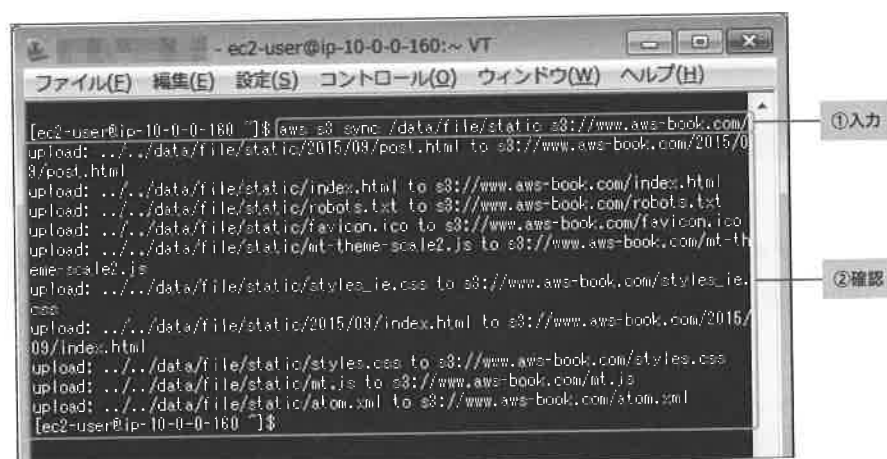 - ec2-user@ip-10-0-0-160:~ VT
ファイル(F) 編集(E) 設定(S) コントロール(O) ウィンドウ(W) ヘルプ(H)
[ec2-user@ip-10-0-0-160 ~]$ aws s3 sync /data/file/static s3://www.aws-book.com/
①入力
upload: ../../data/file/static/2015/09/post.html to s3://www.aws-book.com/2015/0
9/post.html
upload: ../../data/file/static/index.html to s3://www.aws-book.com/index.html
upload: ../../data/file/static/robots.txt to s3://www.aws-book.com/robots.txt
upload: ../../data/file/static/favicon.ico to s3://www.aws-book.com/favicon.ico
upload: ../../data/file/static/mt-theme-scale2.js to s3://www.aws-book.com/mt-th
eme-scale2.js
upload: ../../data/file/static/styles_ie.css to s3://www.aws-book.com/styles_ie.
css
②確認
upload: ../../data/file/static/2015/09/index.html to s3://www.aws-book.com/2015/
09/index.html
upload: ../../data/file/static/styles.css to s3://www.aws-book.com/styles.css
upload: ../../data/file/static/mt.js to s3://www.aws-book.com/mt.js
upload: ../../data/file/static/atom.xml to s3://www.aws-book.com/atom.xml
[ec2-user@ip-10-0-0-160 ~]$